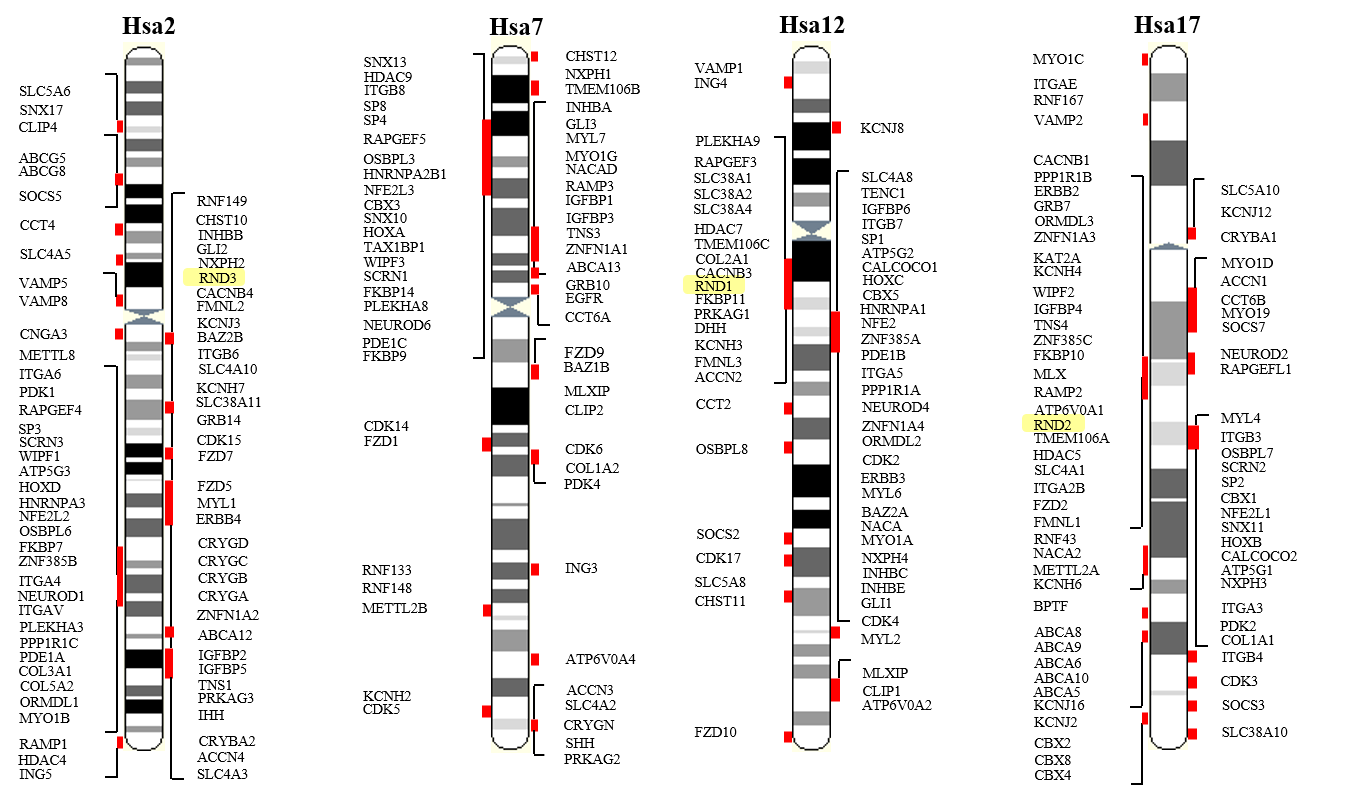 Hsa2
SLC5A6
SNX17
CLIP4
ABCG5
ABCG8
SOCS5
CCT4
SLC4A5
VAMP5
VAMP8
CNGA3
METTL8
ITGA6
PDK1
RAPGEF4
SP3
SCRN3
WIPF1
ATP5G3
HOXD
HNRNPA3
NFE2L2
OSBPL6
FKBP7
ZNF385B
ITGA4
NEUROD1
ITGAV
PLEKHA3
PPP1R1C
PDE1A
COL3A1
COL5A2
ORMDL1
MYO1B
RAMP1
HDAC4
ING5
RNF149
CHST10
INHBB
GLI2
NXPH2
RND3
CACNB4
FMNL2
KCNJ3
BAZ2B
ITGB6
SLC4A10
KCNH7
SLC38A11
GRB14
CDK15
FZD7
FZD5
MYL1
ERBB4
CRYGD
CRYGC
CRYGB
CRYGA
ZNFN1A2
ABCA12
IGFBP2
IGFBP5
TNS1
PRKAG3
IHH
CRYBA2
ACCN4
SLC4A3
Hsa7
SNX13
HDAC9
ITGB8
SP8
SP4
RAPGEF5
OSBPL3
HNRNPA2B1
NFE2L3
CBX3
SNX10
HOXA
TAX1BP1
WIPF3
SCRN1
FKBP14
PLEKHA8
NEUROD6
PDE1C
FKBP9
CDK14
FZD1
RNF133
RNF148
METTL2B
KCNH2
CDK5
CHST12
NXPH1
TMEM106B
INHBA
GLI3
MYL7
MYO1G
NACAD
RAMP3
IGFBP1
IGFBP3
TNS3
ZNFN1A1
ABCA13
GRB10
EGFR
CCT6A
FZD9
BAZ1B
MLXIP
CLIP2
CDK6
COL1A2
PDK4
ING3
ATP6V0A4
ACCN3
SLC4A2
CRYGN
SHH
PRKAG2
Hsa12
VAMP1
ING4
PLEKHA9
RAPGEF3
SLC38A1
SLC38A2
SLC38A4
HDAC7
TMEM106C
COL2A1
CACNB3
RND1
FKBP11
PRKAG1
DHH
KCNH3
FMNL3
ACCN2
CCT2
OSBPL8
SOCS2
CDK17
SLC5A8
CHST11
FZD10
KCNJ8
SLC4A8
TENC1
IGFBP6
ITGB7
SP1
ATP5G2
CALCOCO1
HOXC
CBX5
HNRNPA1
NFE2
ZNF385A
PDE1B
ITGA5
PPP1R1A
NEUROD4
ZNFN1A4
ORMDL2
CDK2
ERBB3
MYL6
BAZ2A
NACA
MYO1A
NXPH4
INHBC
INHBE
GLI1
CDK4
MYL2
MLXIP
CLIP1
ATP6V0A2
Hsa17
MYO1C
ITGAE
RNF167
VAMP2
CACNB1
PPP1R1B
ERBB2
GRB7
ORMDL3
ZNFN1A3
KAT2A
KCNH4
WIPF2
IGFBP4
TNS4
ZNF385C
FKBP10
MLX
RAMP2
ATP6V0A1
RND2
TMEM106A
HDAC5
SLC4A1
ITGA2B
FZD2
FMNL1
RNF43
NACA2
METTL2A
KCNH6
BPTF
ABCA8
ABCA9
ABCA6
ABCA10
ABCA5
KCNJ16
KCNJ2
CBX2
CBX8
CBX4
SLC5A10
KCNJ12
CRYBA1
MYO1D
ACCN1
CCT6B
MYO19
SOCS7
NEUROD2
RAPGEFL1
MYL4
ITGB3
OSBPL7
SCRN2
SP2
CBX1
NFE2L1
SNX11
HOXB
CALCOCO2
ATP5G1
NXPH3
ITGA3
PDK2
COL1A1
ITGB4
CDK3
SOCS3
SLC38A10